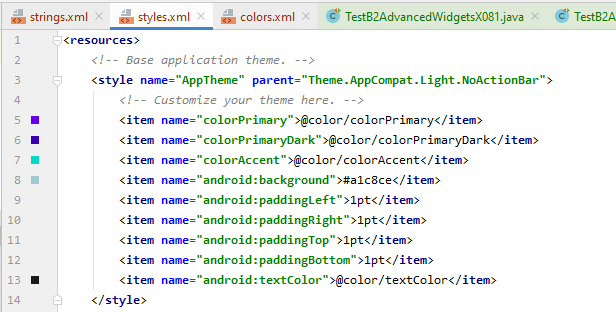 strings.xml styles.xml colors.xml TestB2AdvancedWidgetsX081.java TestB2A
1 <resources>
2 <!-- Base application theme. -->
3 <style name="AppTheme" parent="Theme.AppCompat.Light.NoActionBar">
4 <!-- Customize your theme here. -->
5 <item name="colorPrimary">@color/colorPrimary</item>
6 <item name="colorPrimaryDark">@color/colorPrimaryDark</item>
7 <item name="colorAccent">@color/colorAccent</item>
8 <item name="android:background">#a1c8ce</item>
9 <item name="android:paddingLeft">1pt</item>
10 <item name="android:paddingRight">1pt</item>
11 <item name="android:paddingTop">1pt</item>
12 <item name="android:paddingBottom">1pt</item>
13 <item name="android:textColor">@color/textColor</item>
14 </style>